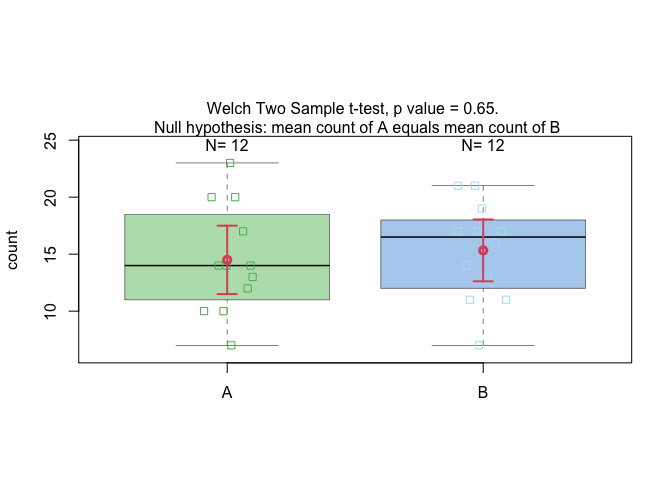 Welch Two Sample t-test, p value = 0.65.
Null hypothesis: mean count of A equals mean count of B
N= 12 N= 12
25
20
15
10
count
A B